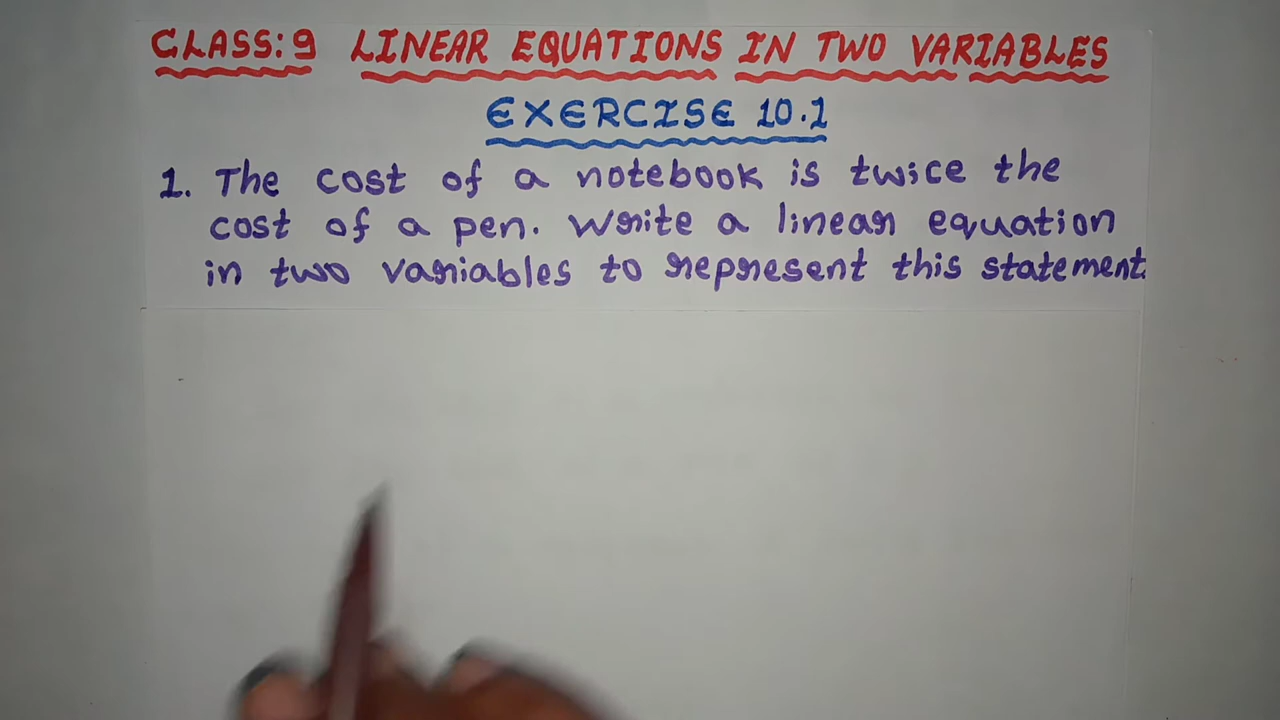 CLASS:9 LINEAR EQUATIONS IN TWO VARIABLES
EXERCISE 10.1
1. The cost of a notebook is twice the
cost of a pen. Write a linear equation
in two variables to represent this statement.